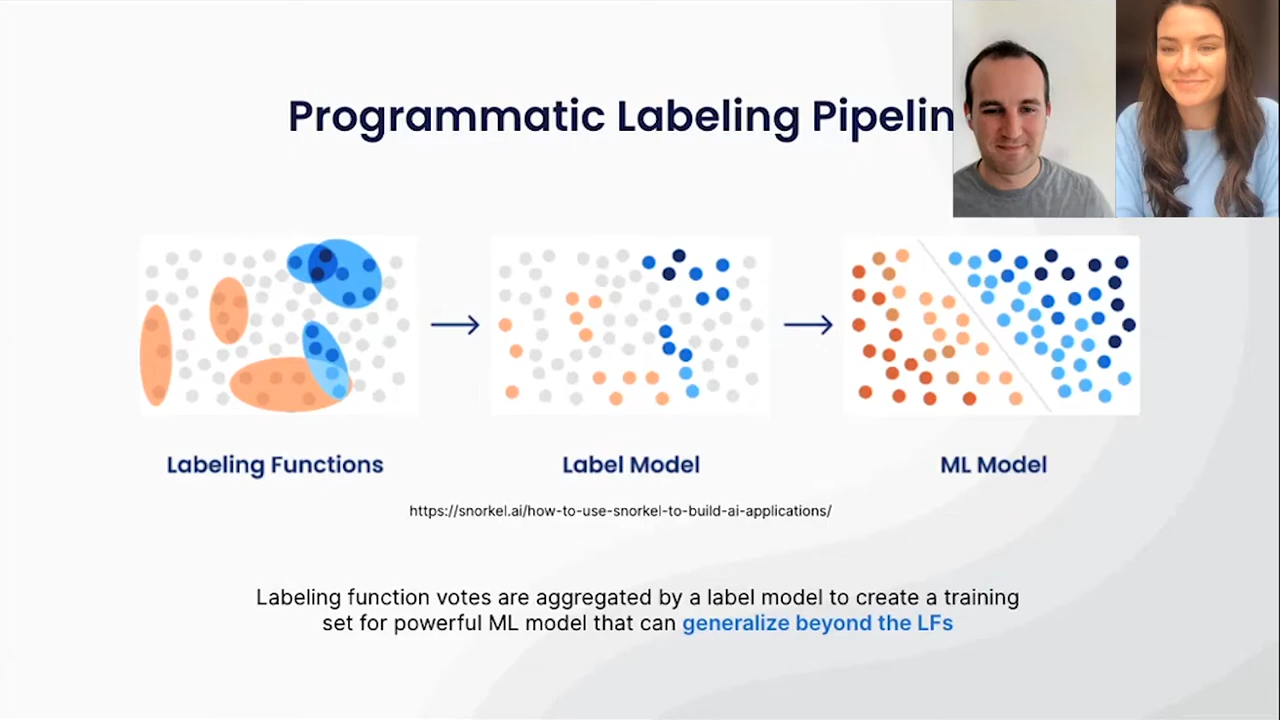 Programmatic Labeling Pipelin
Labeling Functions
Label Model
ML Model
https://snorkel.ai/how-to-use-snorkel-to-build-ai-applications/
Labeling function votes are aggregated by a label model to create a training
set for powerful ML model that can generalize beyond the LFs